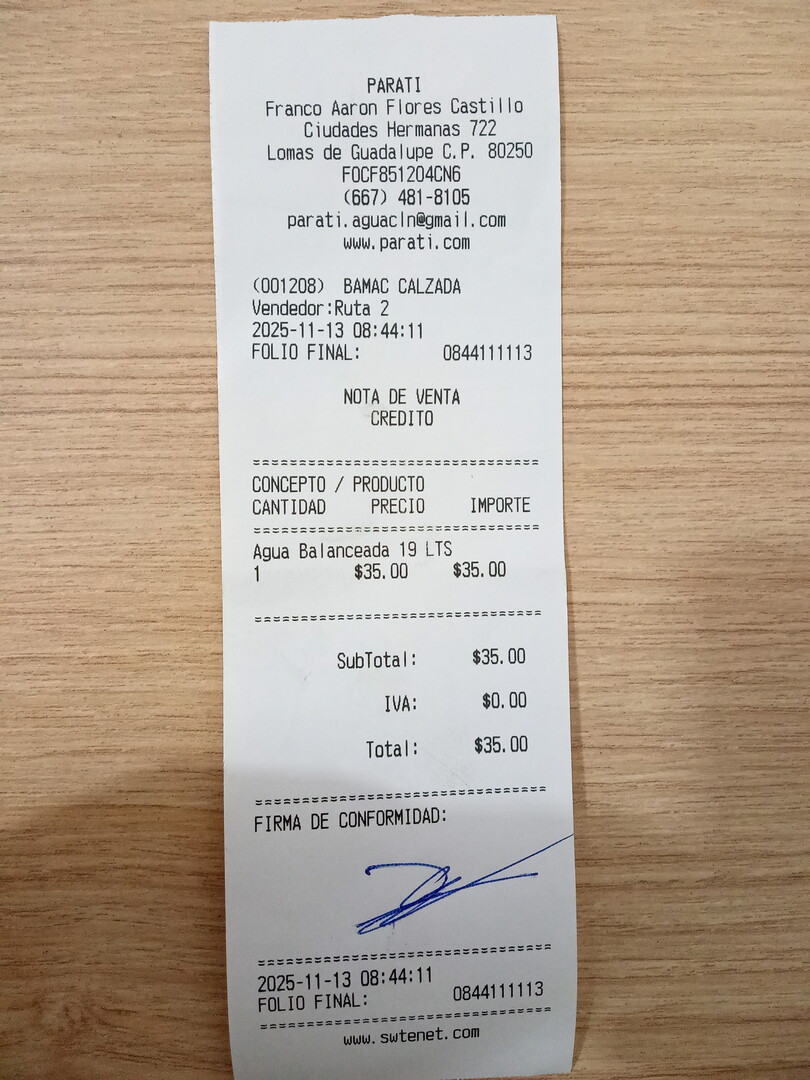 PARATI
Franco Aaron Flores Castillo
Ciudades Hermanas 722
Lomas de Guadalupe C.P. 80250
FOCF851204CN6
(667) 481-8105
parati.aguacln@gmail.com
www.parati.com
(001208) BAMAC CALZADA
Vendedor:Ruta 2
2025-11-13 08:44:11
FOLIO FINAL: 0844111113
NOTA DE VENTA
CREDITO
CONCEPTO / PRODUCTO
CANTIDAD PRECIO IMPORTE
Agua Balanceada 19 LTS
1 $35.00 $35.00
SubTotal: $35.00
IVA: $0.00
Total: $35.00
FIRMA DE CONFORMIDAD:
2025-11-13 08:44:11
FOLIO FINAL: 0844111113
www.swtenet.com